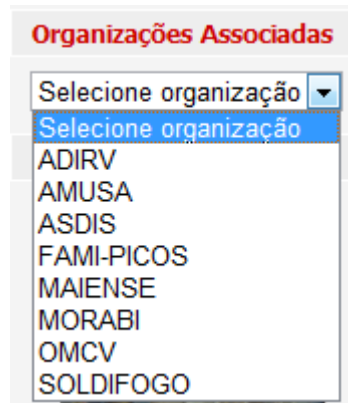 Organizações Associadas
Selecione organização
Selecione organização
ADIRV
AMUSA
ASDIS
FAMI-PICOS
MAIENSE
MORABI
OMCV
SOLDIFOGO